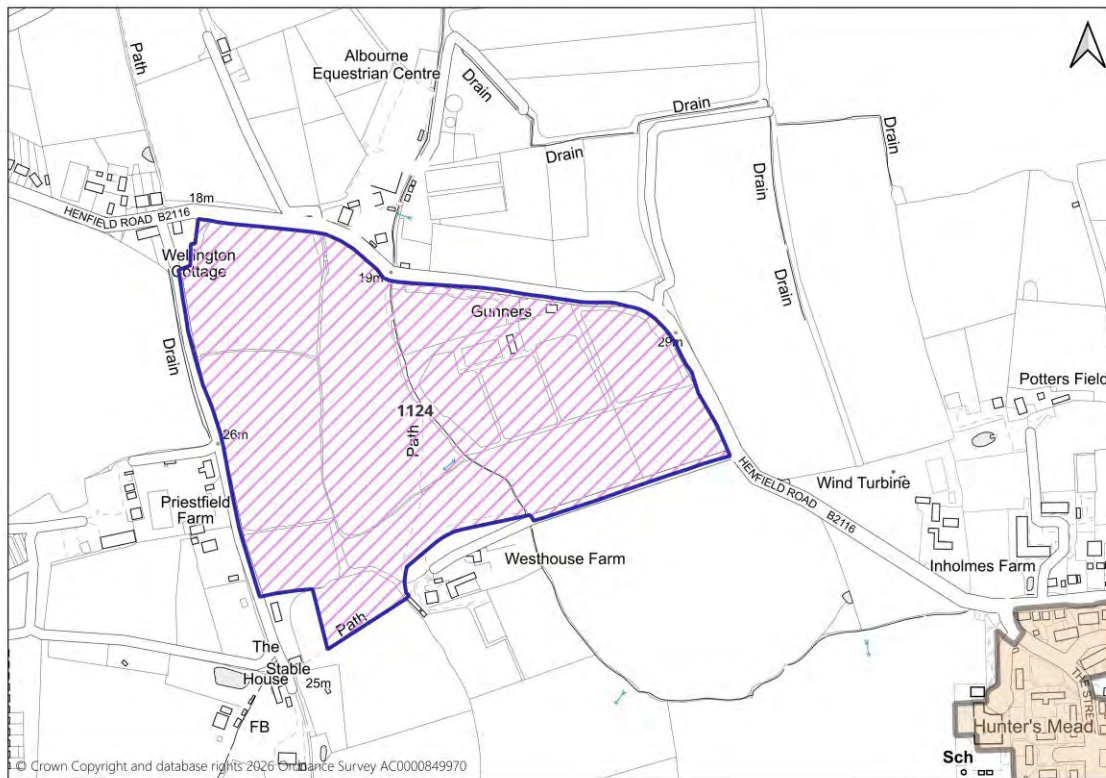 Path
Albourne
Equestrian Centre
Drain
Drain
Drain
Drain
Drain
Drain
18m
HENFIELD ROAD B2116
Wellington
Cottage
19m
Gunners
29m
Drain
1124
Path
26m
Potters Field
HENFIELD ROAD B2116
Wind Turbine
Priestfield
Farm
Westhouse Farm
Inholmes Farm
Path
The
Stable
House
25m
THE STREET
Hunter's Mead
FB
Sch
© Crown Copyright and database rights 2026 Ordnance Survey AC0000849970